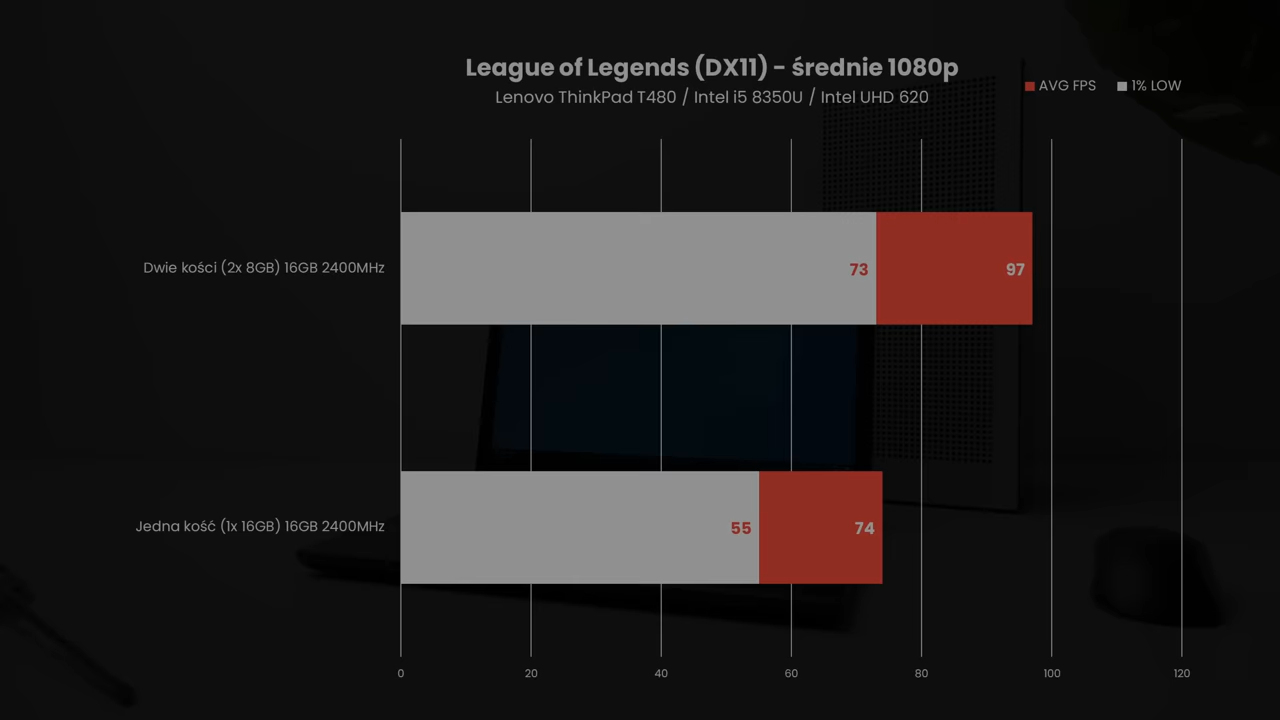 League of Legends (DX11) - średnie 1080p
Lenovo ThinkPad T480 / Intel i5 8350U / Intel UHD 620
AVG FPS 1% LOW
Dwie kości (2x 8GB) 16GB 2400MHz 73 97
Jedna kość (1x 16GB) 16GB 2400MHz 55 74
0 20 40 60 80 100 120